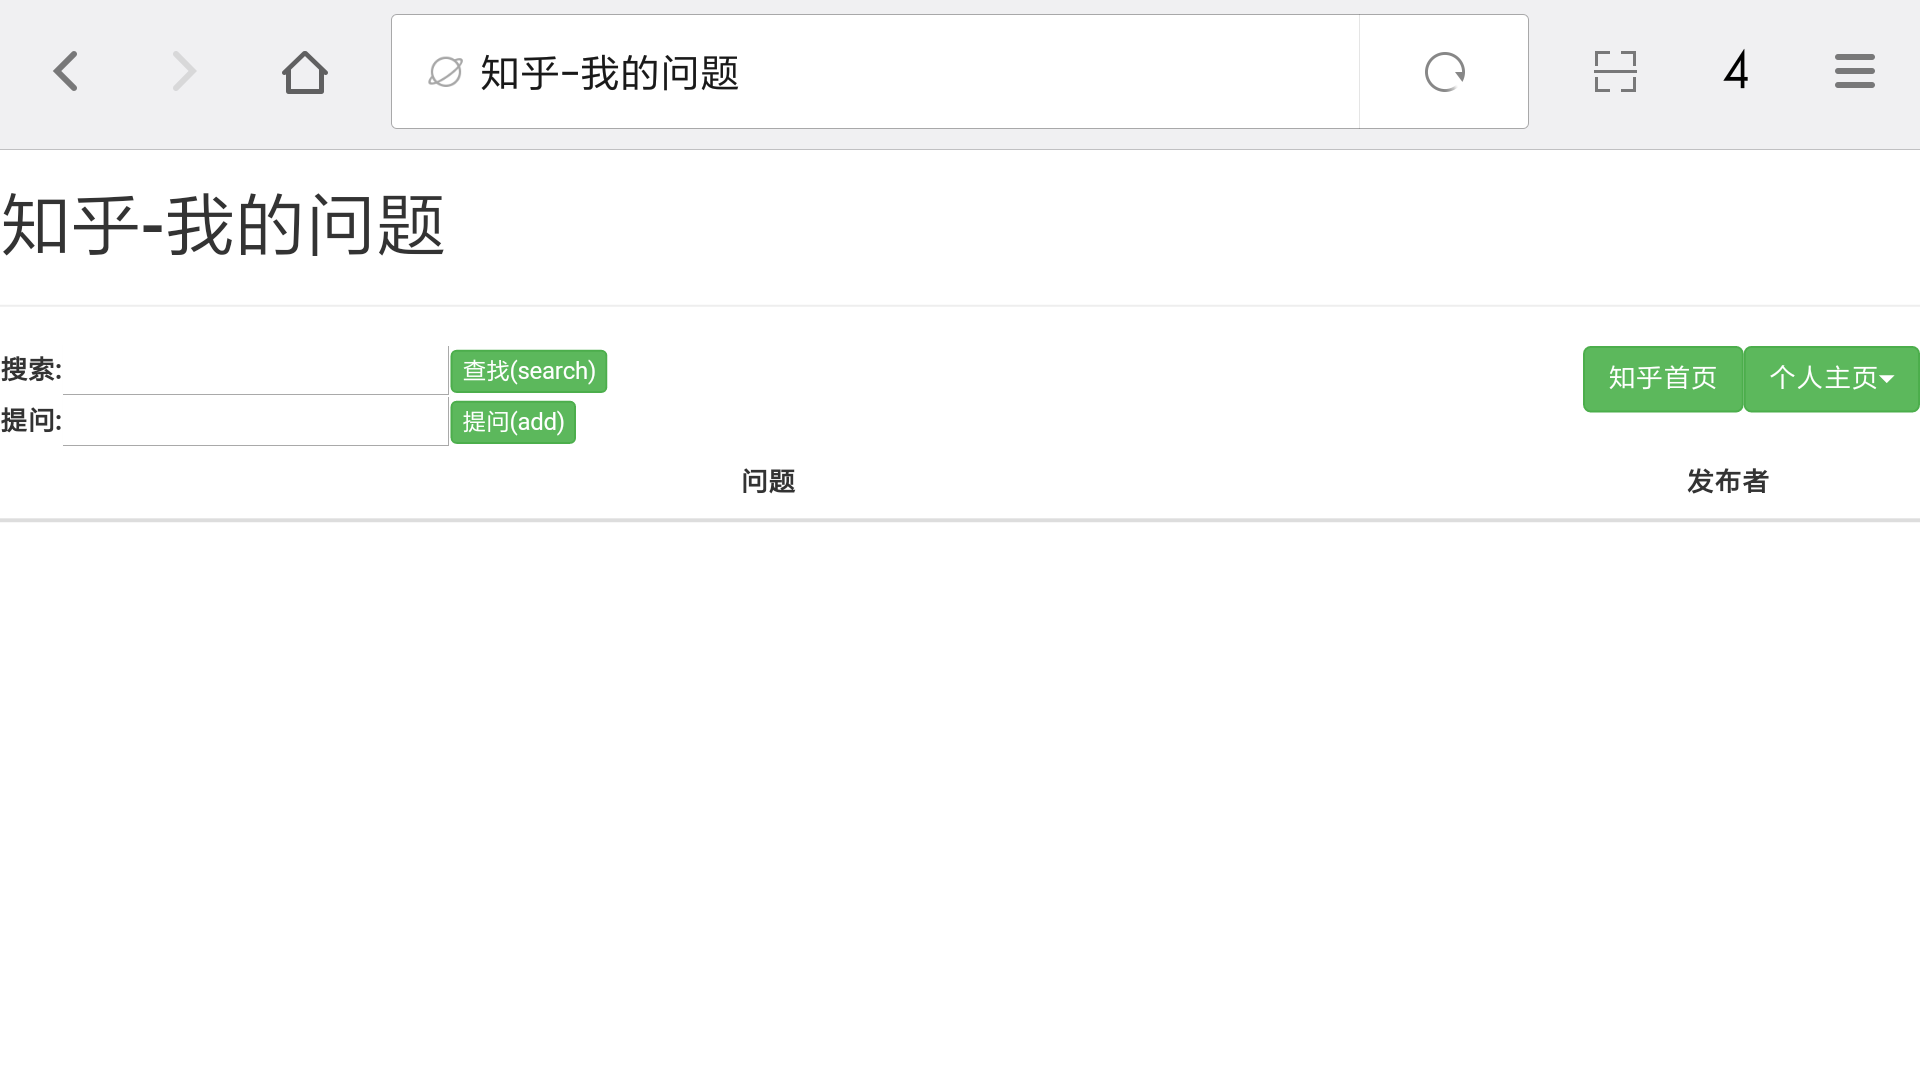 知乎-我的问题
4
知乎-我的问题
搜索:
查找(search)
知乎首页
个人主页
提问:
提问(add)
问题
发布者